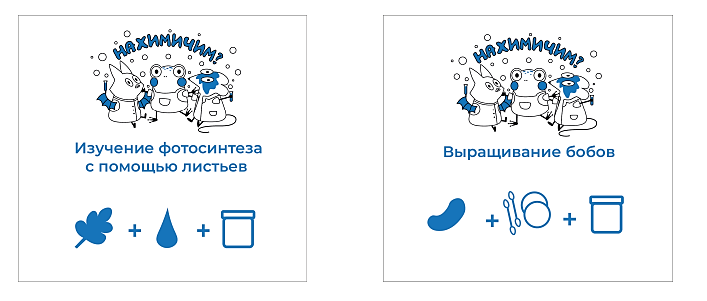 НАХИМИЧИМ?
Изучение фотосинтеза
с помощью листьев
+ +
НАХИМИЧИМ?
Выращивание бобов
+ +